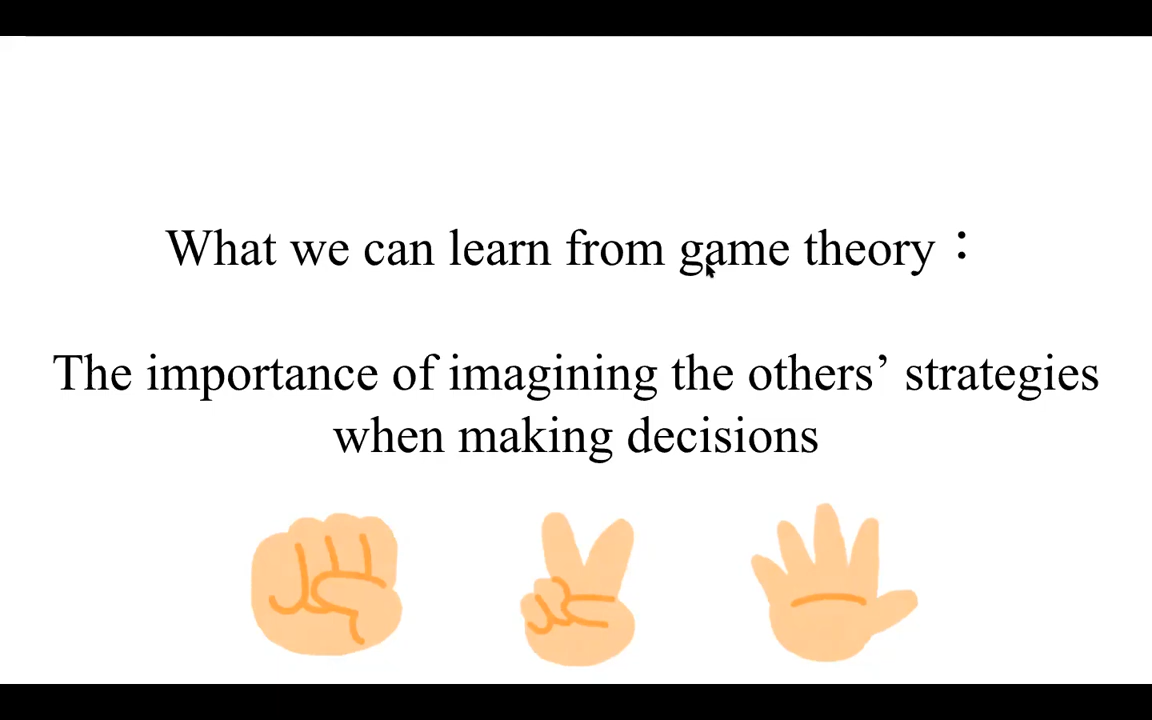 What we can learn from game theory：
The importance of imagining the others’ strategies
when making decisions